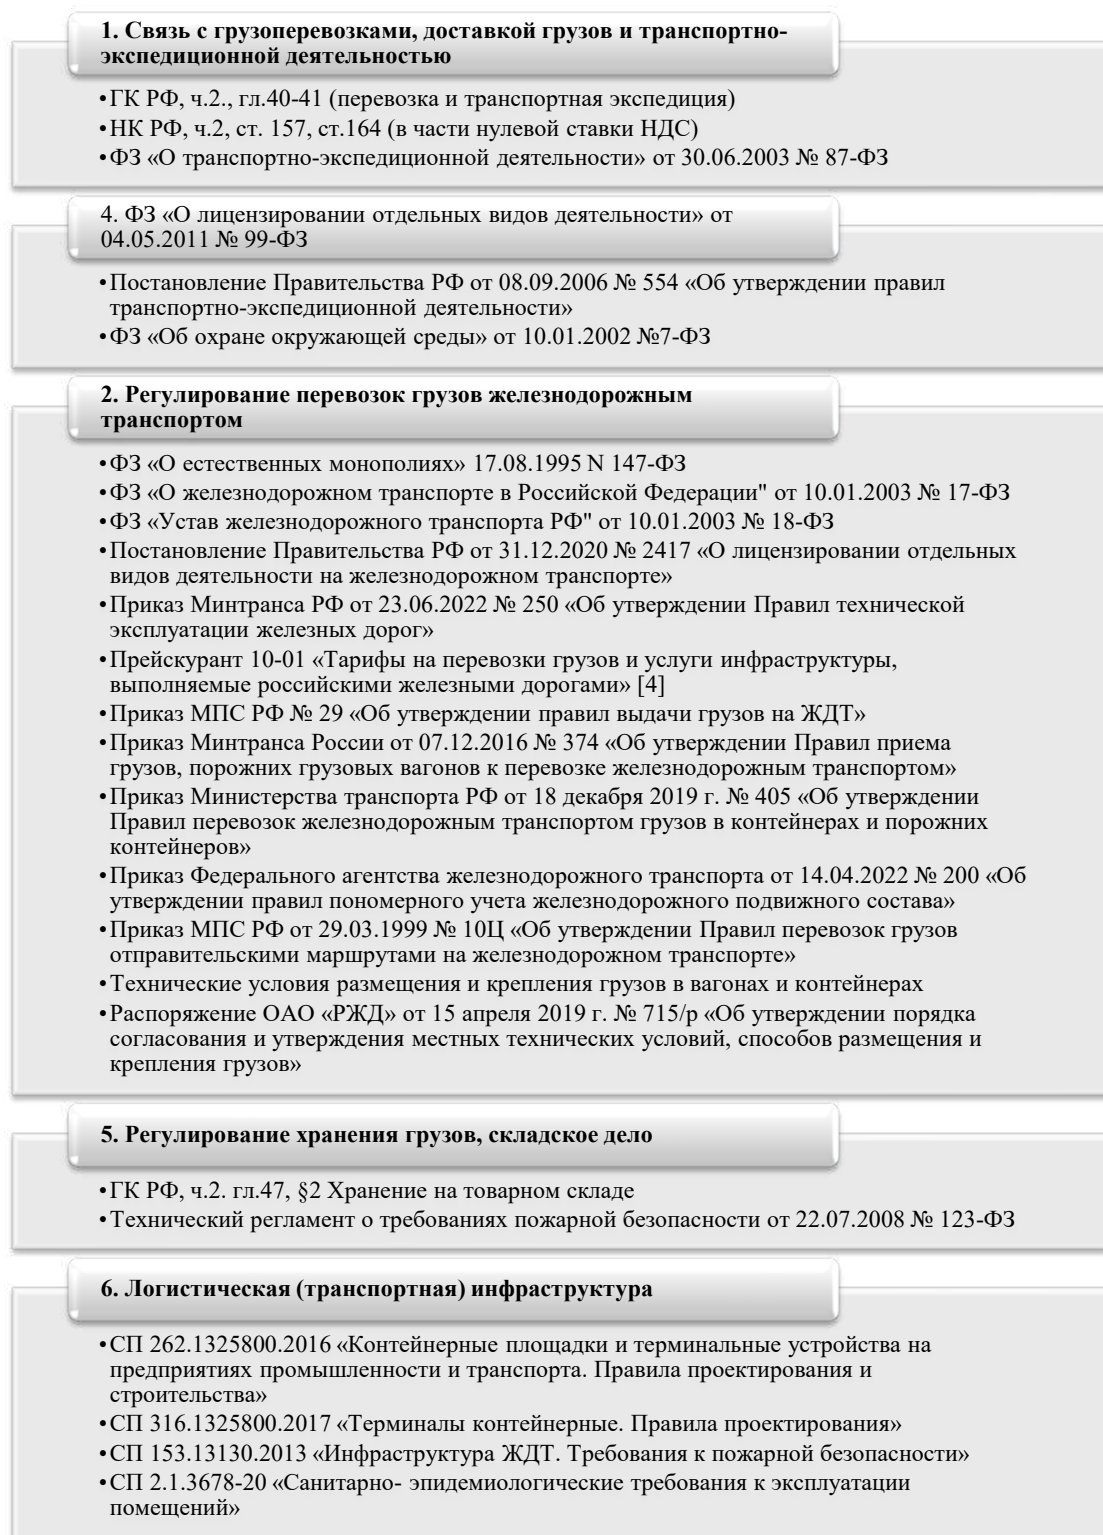 1. Связь с грузоперевозками, доставкой грузов и транспортно-
экспедиционной деятельностью
•ГК РФ, ч.2., гл.40-41 (перевозка и транспортная экспедиция)
•НК РФ, ч.2, ст. 157, ст.164 (в части нулевой ставки НДС)
•ФЗ «О транспортно-экспедиционной деятельности» от 30.06.2003 № 87-ФЗ
4. ФЗ «О лицензировании отдельных видов деятельности» от
04.05.2011 № 99-ФЗ
•Постановление Правительства РФ от 08.09.2006 № 554 «Об утверждении правил
транспортно-экспедиционной деятельности»
•ФЗ «Об охране окружающей среды» от 10.01.2002 №7-ФЗ
2. Регулирование перевозок грузов железнодорожным
транспортом
•ФЗ «О естественных монополиях» 17.08.1995 N 147-ФЗ
•ФЗ «О железнодорожном транспорте в Российской Федерации" от 10.01.2003 № 17-ФЗ
•ФЗ «Устав железнодорожного транспорта РФ" от 10.01.2003 № 18-ФЗ
•Постановление Правительства РФ от 31.12.2020 № 2417 «О лицензировании отдельных
видов деятельности на железнодорожном транспорте»
•Приказ Минтранса РФ от 23.06.2022 № 250 «Об утверждении Правил технической
эксплуатации железных дорог»
•Прейскурант 10-01 «Тарифы на перевозки грузов и услуги инфраструктуры,
выполняемые российскими железными дорогами» [4]
•Приказ МПС РФ № 29 «Об утверждении правил выдачи грузов на ЖДТ»
•Приказ Минтранса России от 07.12.2016 № 374 «Об утверждении Правил приема
грузов, порожних грузовых вагонов к перевозке железнодорожным транспортом»
•Приказ Министерства транспорта РФ от 18 декабря 2019 г. № 405 «Об утверждении
Правил перевозок железнодорожным транспортом грузов в контейнерах и порожних
контейнеров»
•Приказ Федерального агентства железнодорожного транспорта от 14.04.2022 № 200 «Об
утверждении правил пономерного учета железнодорожного подвижного состава»
•Приказ МПС РФ от 29.03.1999 № 10Ц «Об утверждении Правил перевозок грузов
отправительскими маршрутами на железнодорожном транспорте»
•Технические условия размещения и крепления грузов в вагонах и контейнерах
•Распоряжение ОАО «РЖД» от 15 апреля 2019 г. № 715/р «Об утверждении порядка
согласования и утверждения местных технических условий, способов размещения и
крепления грузов»
5. Регулирование хранения грузов, складское дело
•ГК РФ, ч.2. гл.47, §2 Хранение на товарном складе
•Технический регламент о требованиях пожарной безопасности от 22.07.2008 № 123-ФЗ
6. Логистическая (транспортная) инфраструктура
•СП 262.1325800.2016 «Контейнерные площадки и терминальные устройства на
предприятиях промышленности и транспорта. Правила проектирования и
строительства»
•СП 316.1325800.2017 «Терминалы контейнерные. Правила проектирования»
•СП 153.13130.2013 «Инфраструктура ЖДТ. Требования к пожарной безопасности»
•СП 2.1.3678-20 «Санитарно- эпидемиологические требования к эксплуатации
помещений»